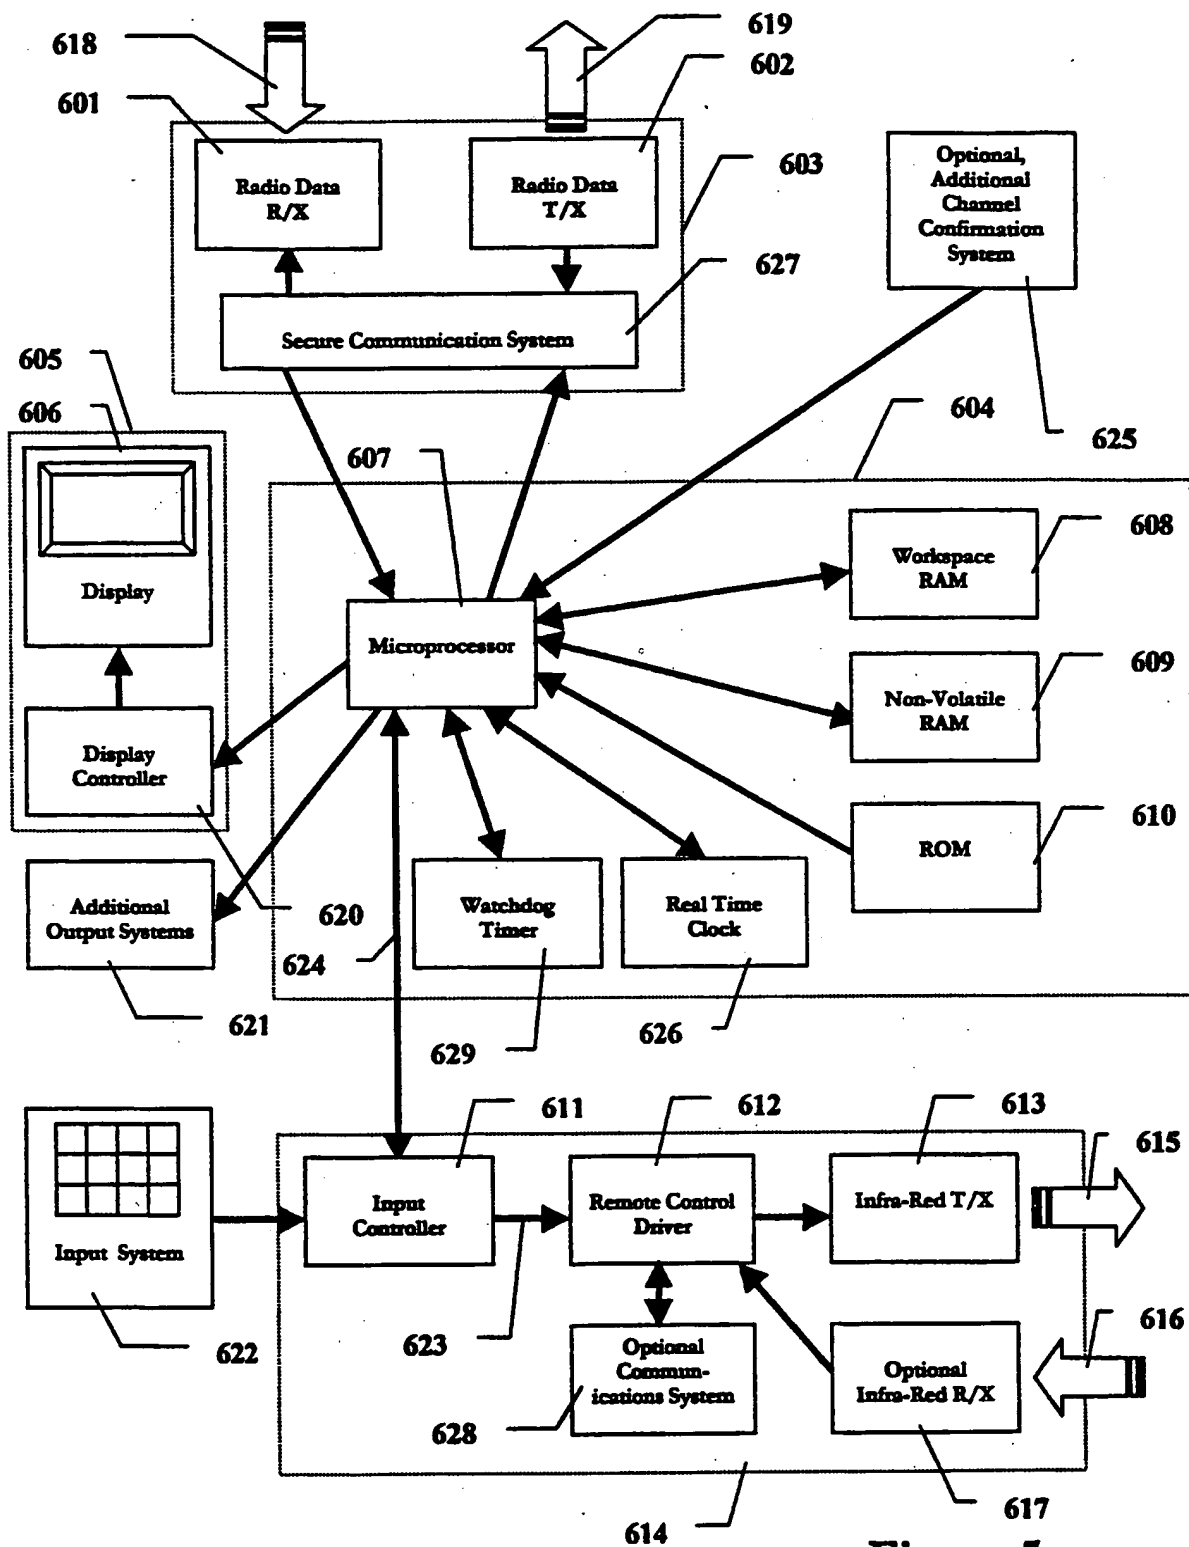 618
619
601
602
Radio Data
R/X
Radio Data
T/X
603
Optional,
Additional
Channel
Confirmation
System
627
Secure Communication System
605
606
604
625
607
Display
Microprocessor
Workspace
RAM
608
Non-Volatile
RAM
609
Display
Controller
ROM
610
Additional
Output Systems
620
624
Watchdog
Timer
Real Time
Clock
621
629
626
611
612
613
615
Input System
Input
Controller
Remote Control
Driver
Infra-Red T/X
622
623
616
Optional
Commun-
ications System
Optional
Infra-Red R/X
628
617
614